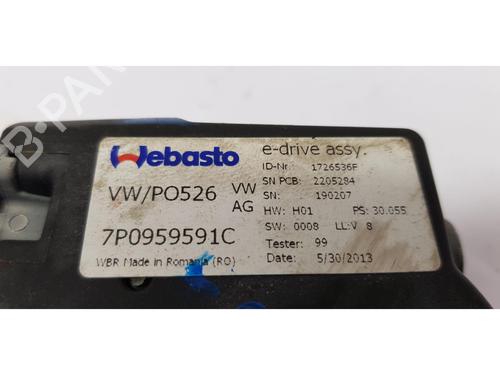 Webasto
e-drive assy.
ID-Nr. 1726536F
SN PCB: 2205284
VW/PO526 VW AG
SN: 190207
HW: H01 PS: 30.055
SW: 0008 LL:V 8
7P0959591C
Tester: 99
WBR Made in Romania (RO)
Date: 5/30/2013